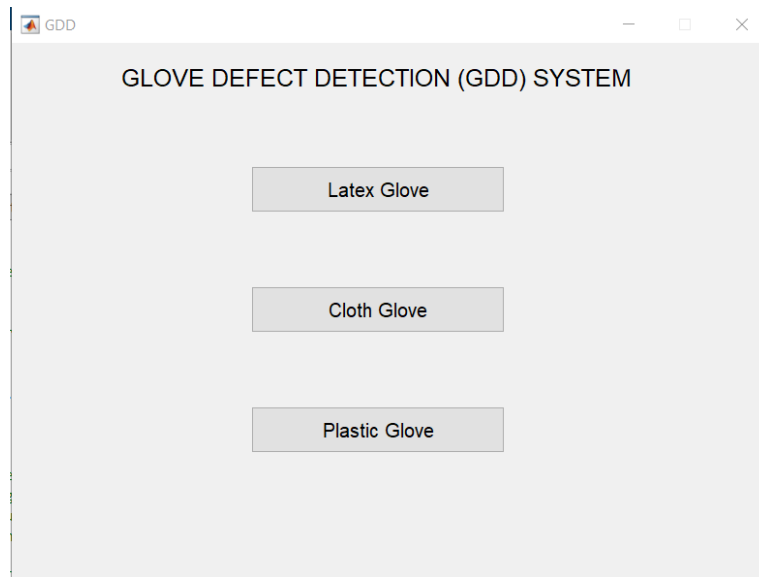 GDD
GLOVE DEFECT DETECTION (GDD) SYSTEM
Latex Glove
Cloth Glove
Plastic Glove